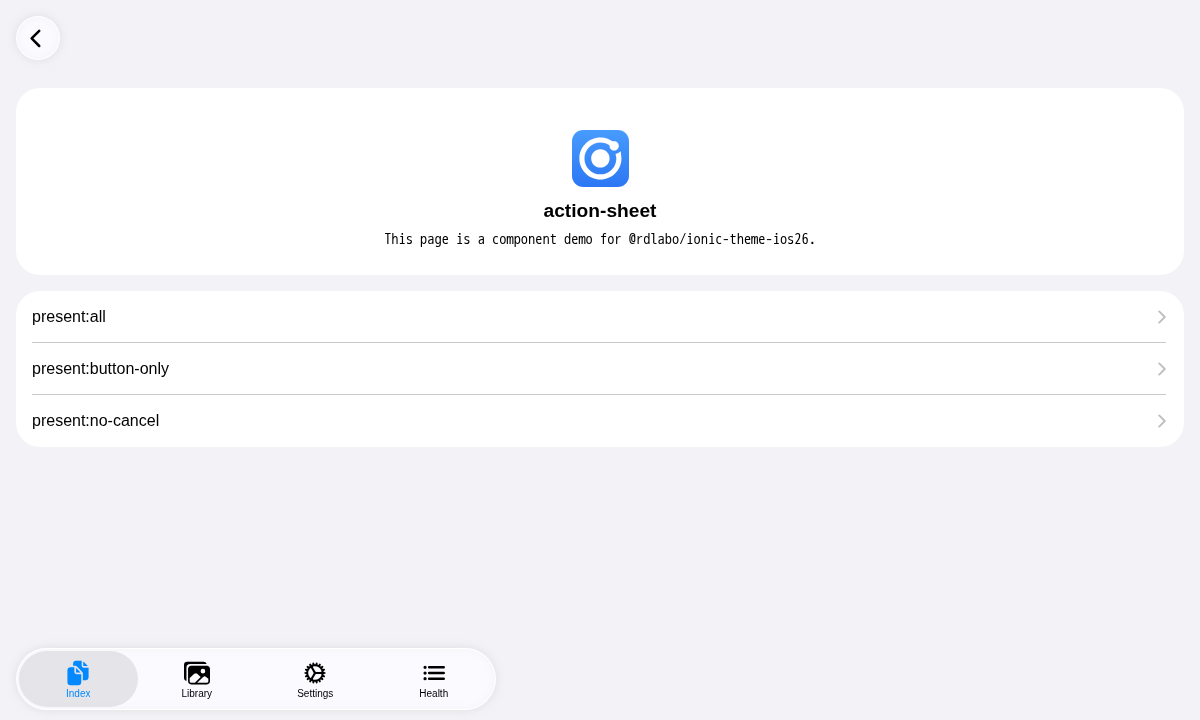 action-sheet
This page is a component demo for @rdlabo/ionic-theme-ios26.
present:all
present:button-only
present:no-cancel
Index
Library
Settings
Health